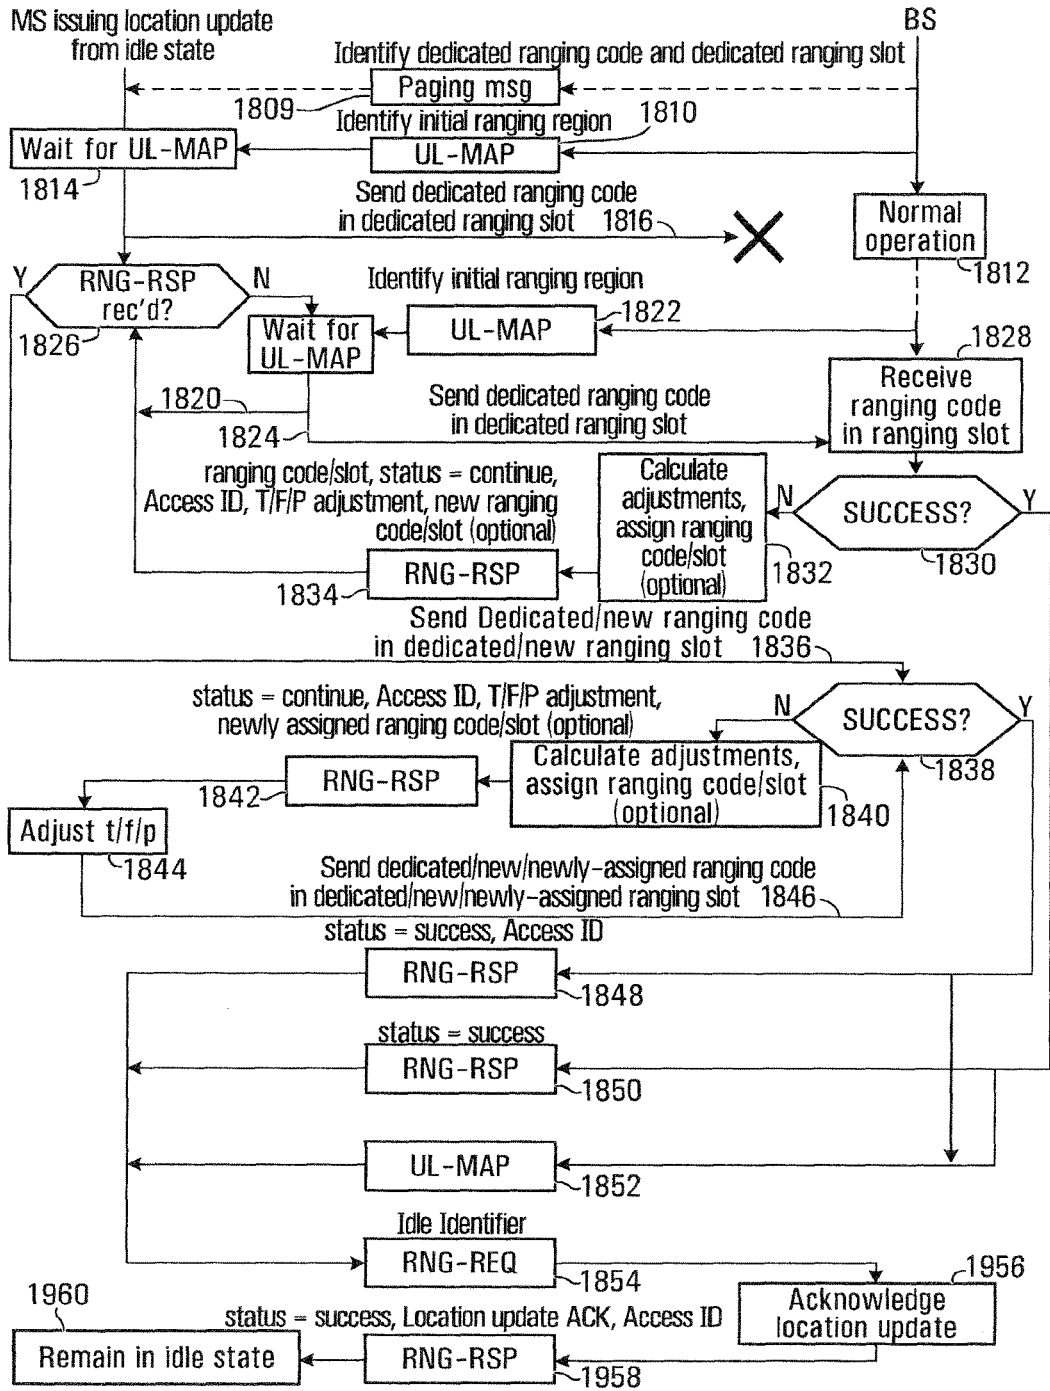 MS issuing location update
from idle state
BS
Identify dedicated ranging code and dedicated ranging slot
Paging msg
1809
Identify initial ranging region
1810
Wait for UL-MAP
UL-MAP
1814
Send dedicated ranging code
in dedicated ranging slot
1816
Normal
operation
1812
Y
RNG-RSP
rec'd?
N
1826
Identify initial ranging region
1822
Wait for
UL-MAP
UL-MAP
1828
Receive
ranging code
in ranging slot
1820
1824
Send dedicated ranging code
in dedicated ranging slot
ranging code/slot, status = continue,
Access ID, T/F/P adjustment, new ranging
code/slot (optional)
Calculate
adjustments,
assign ranging
code/slot
(optional)
1832
N
SUCCESS?
Y
1830
RNG-RSP
1834
Send Dedicated/new ranging code
in dedicated/new ranging slot
1836
status = continue, Access ID, T/F/P adjustment,
newly assigned ranging code/slot (optional)
N
SUCCESS?
Y
1838
Calculate adjustments,
assign ranging code/slot
(optional)
1840
RNG-RSP
1842
Adjust t/f/p
1844
Send dedicated/new/newly-assigned ranging code
in dedicated/new/newly-assigned ranging slot
1846
status = success, Access ID
RNG-RSP
1848
status = success
RNG-RSP
1850
UL-MAP
1852
Idle Identifier
RNG-REQ
1854
1956
Acknowledge
location update
1960
status = success, Location update ACK, Access ID
Remain in idle state
RNG-RSP
1958